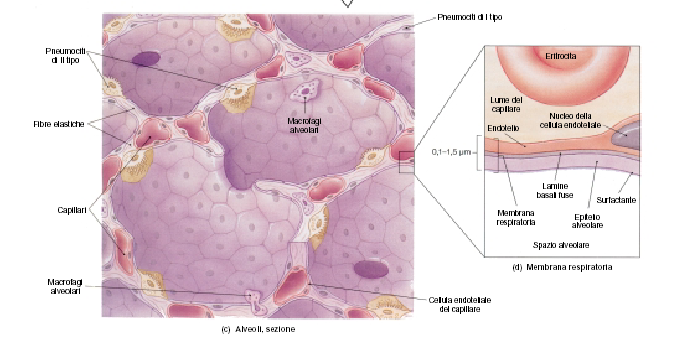 Pneumociti di I tipo
Pneumociti
di II tipo
Fibre elastiche
Macrofagi
alveolari
Capillari
Macrofagi
alveolari
Cellula endoteliale
del capillare
(c) Alveoli, sezione
Eritrocita
Lume del
capillare
Nucleo della
cellula endoteliale
Endotelio
0,1–1,5 µm
Lamine
basali fuse
Surfactante
Membrana
respiratoria
Epitelio
alveolare
Spazio alveolare
(d) Membrana respiratoria